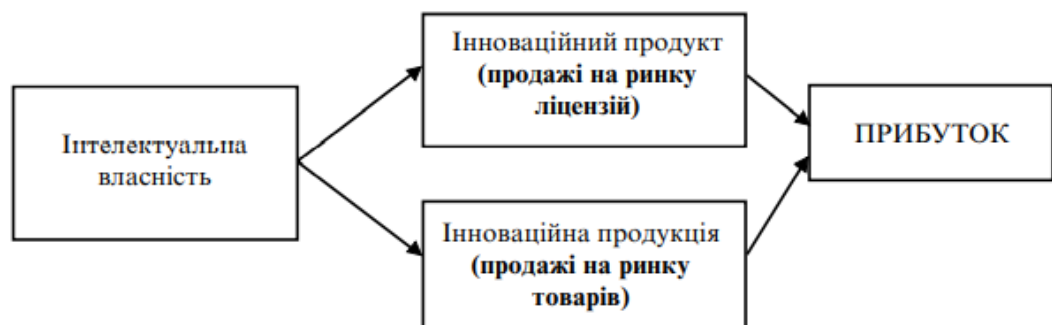 Інтелектуальна
власність
Інноваційний продукт
(продажі на ринку
ліцензій)
Інноваційна продукція
(продажі на ринку
товарів)
ПРИБУТОК